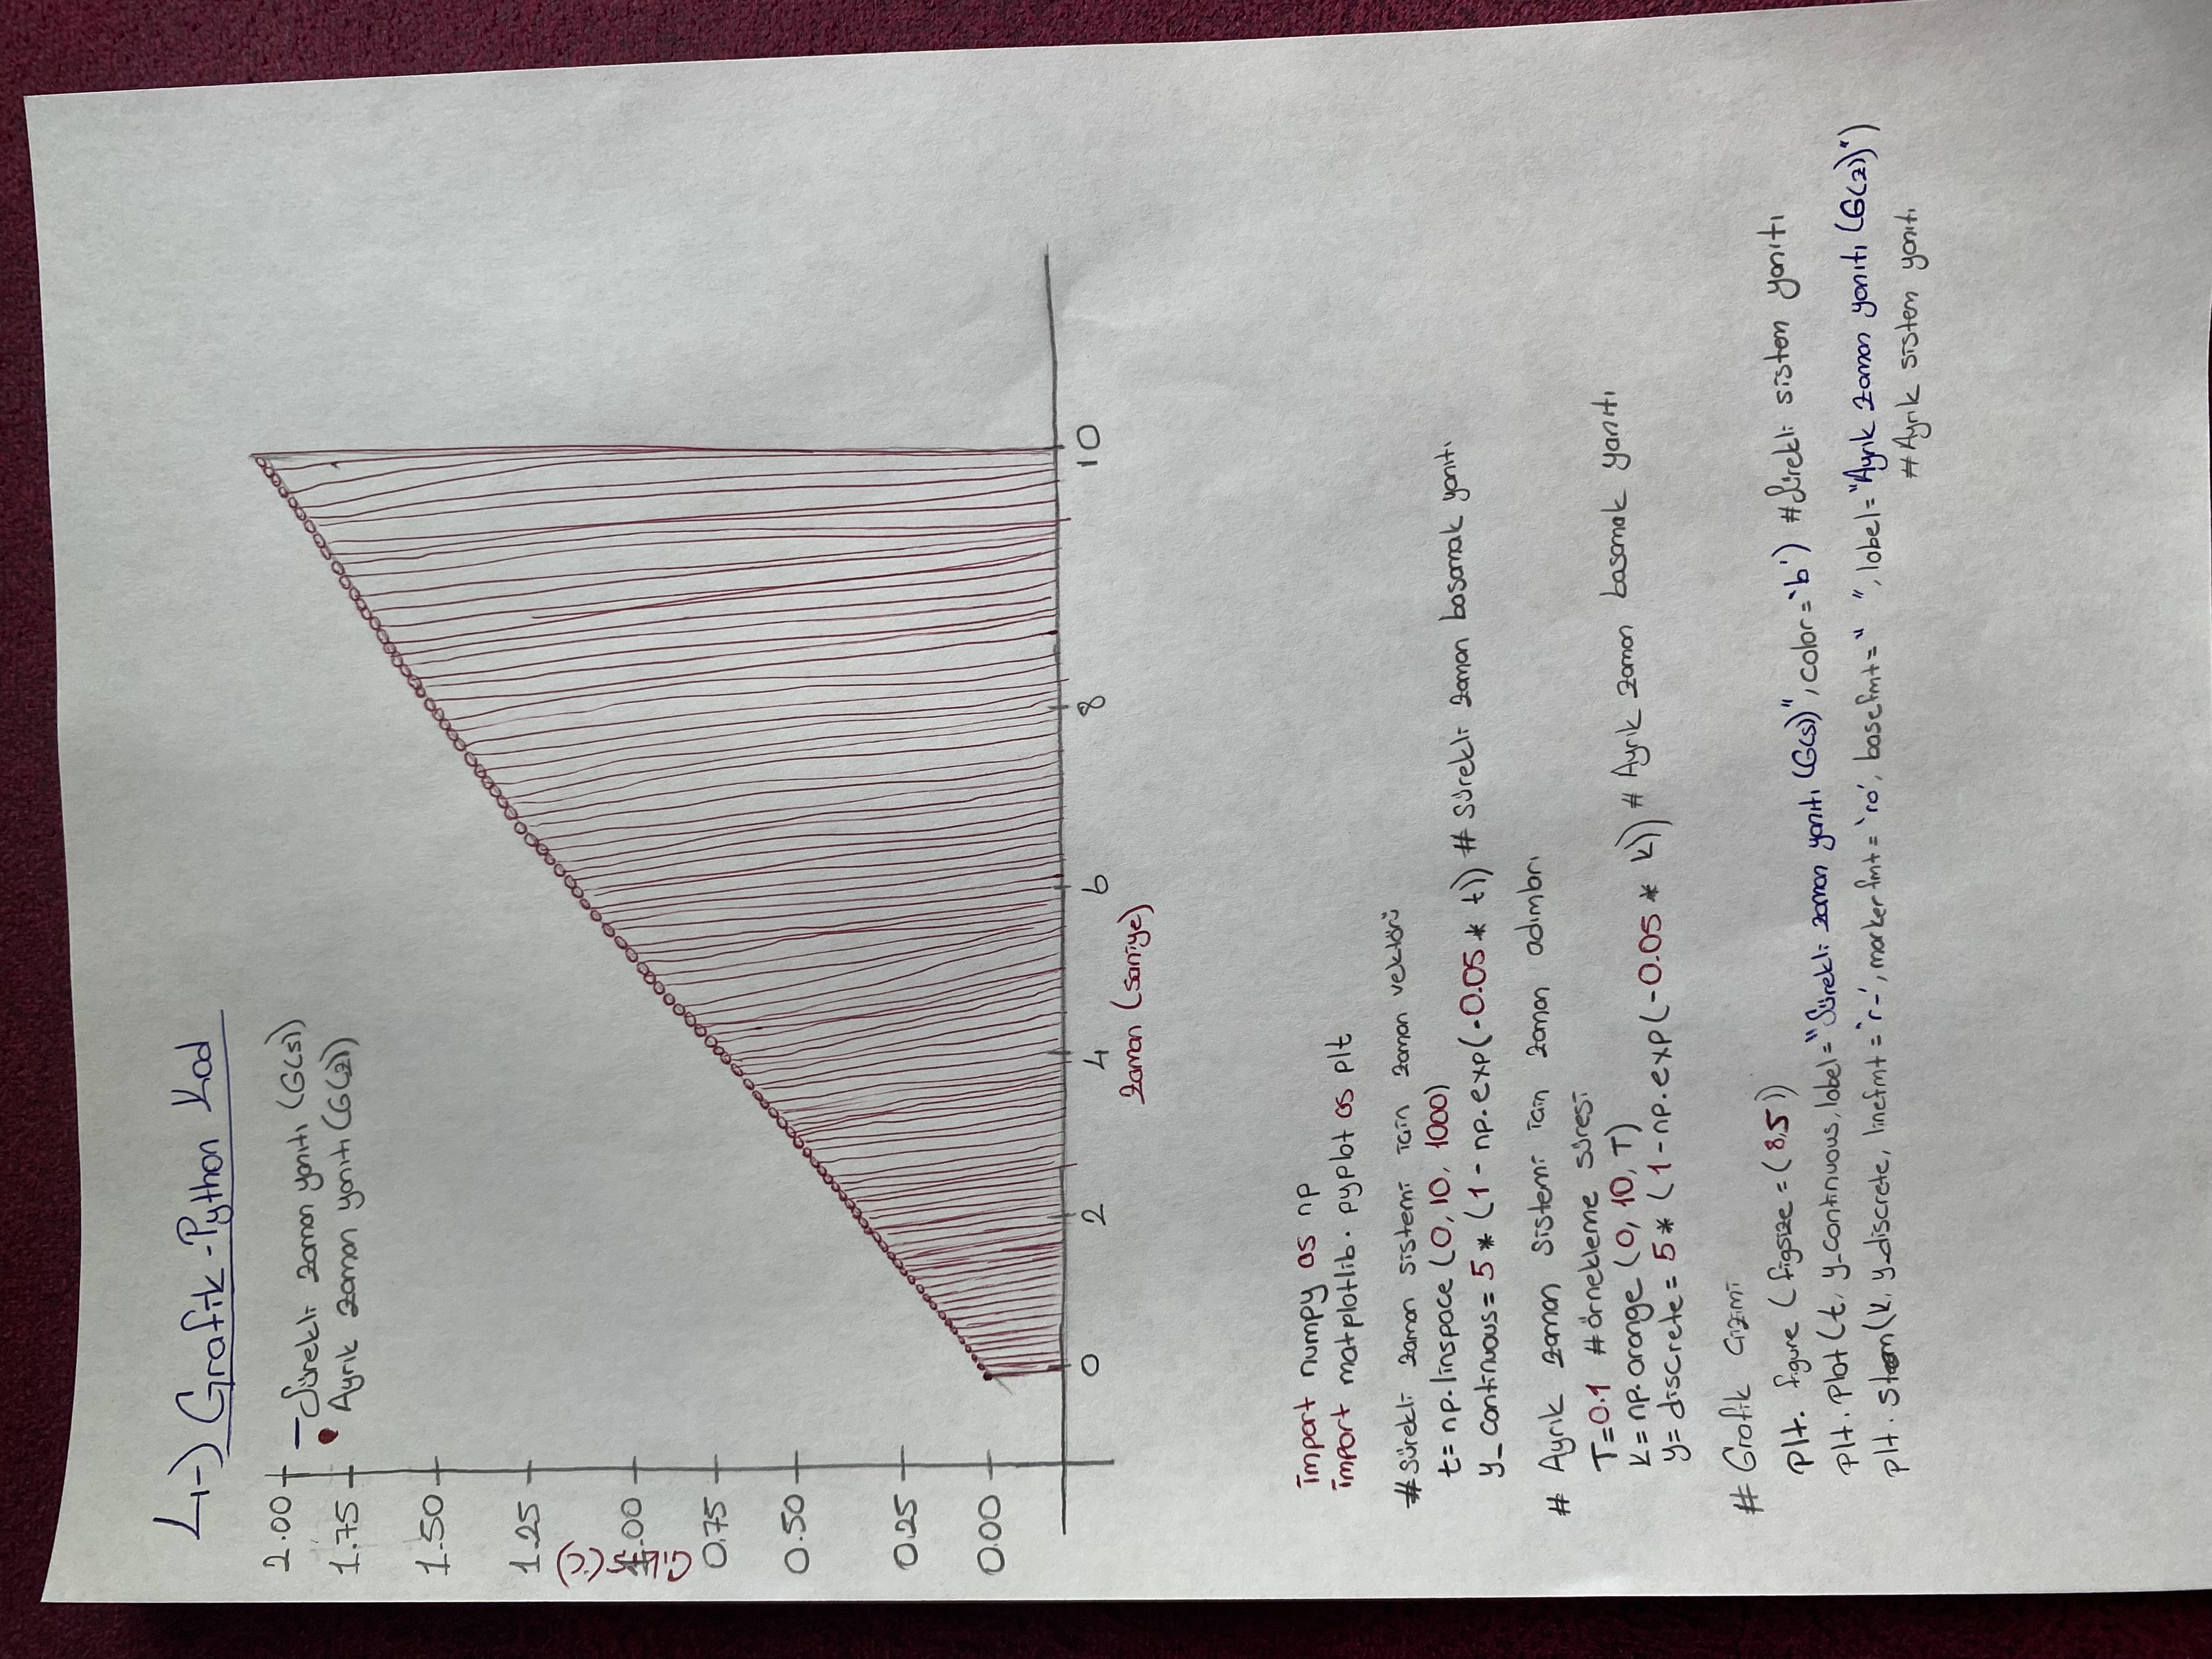 4-) Grafik-Python Kod
2.00
— Sürekli zaman yanıtı (G(s))
1.75
Ayrık zaman yanıtı (G(z))
1.50
1.25
Çıkış (°C)
1.00
0.75
0.50
0.25
0.00
0 2 4 6 8 10
Zaman (saniye)
import numpy as np
import matplotlib.pyplot as plt
# Sürekli zaman sistemi için zaman vektörü
t= np.linspace (0, 10, 1000)
y_continuous= 5 * (1 - np.exp(-0.05 * t)) # Sürekli zaman basamak yanıtı
# Ayrık zaman sistemi için zaman adımları
T=0.1 #örnekleme süresi
k= np.arange (0, 10, T)
y= discrete = 5* (1-np.exp(-0.05 * k)) # Ayrık zaman basamak yanıtı
# Grafik Çizimi
plt. figure (figsize = (8,5))
plt. plot (t, y_continuous, label="Sürekli zaman yanıtı (G(s))", color='b') #Sürekli sistem yanıtı
plt. stem (k, y_discrete, linefmt = 'r-', markerfmt = 'ro', basefmt = " ", label="Ayrık zaman yanıtı (G(z))")
#Ayrık sistem yanıtı